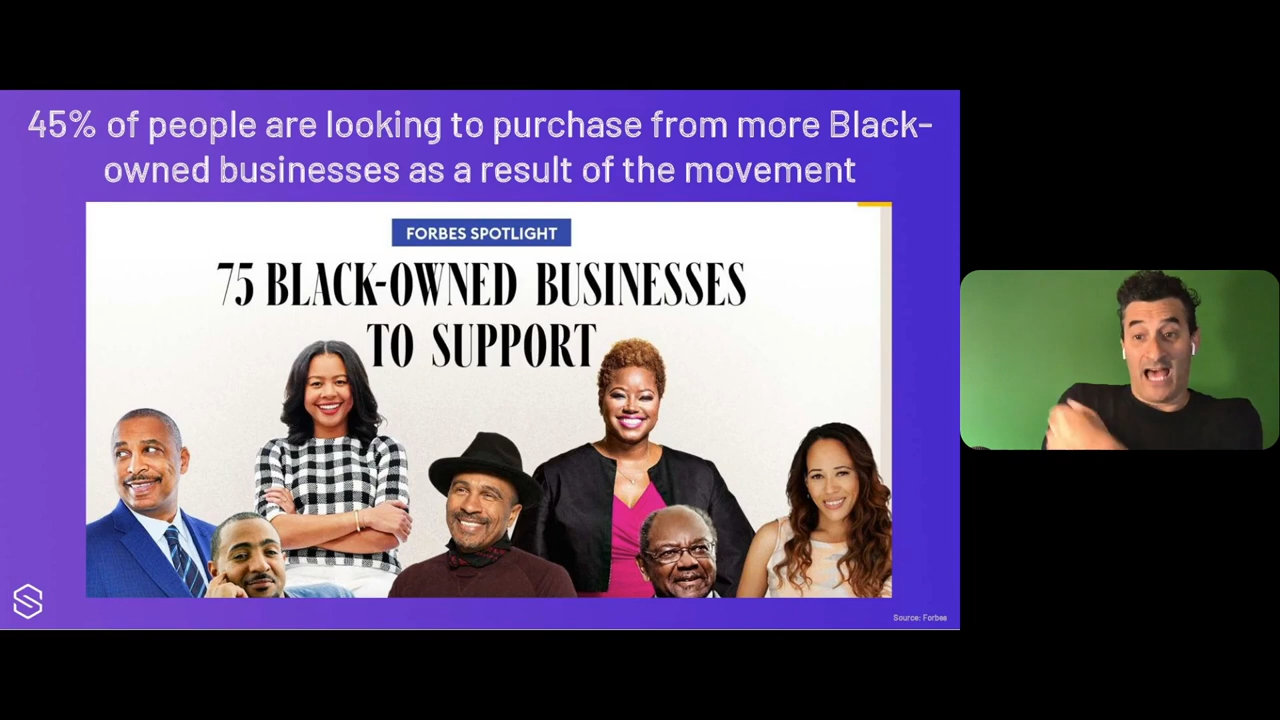 45% of people are looking to purchase from more Black-
owned businesses as a result of the movement
FORBES SPOTLIGHT
75 BLACK-OWNED BUSINESSES
TO SUPPORT
Source: Forbes